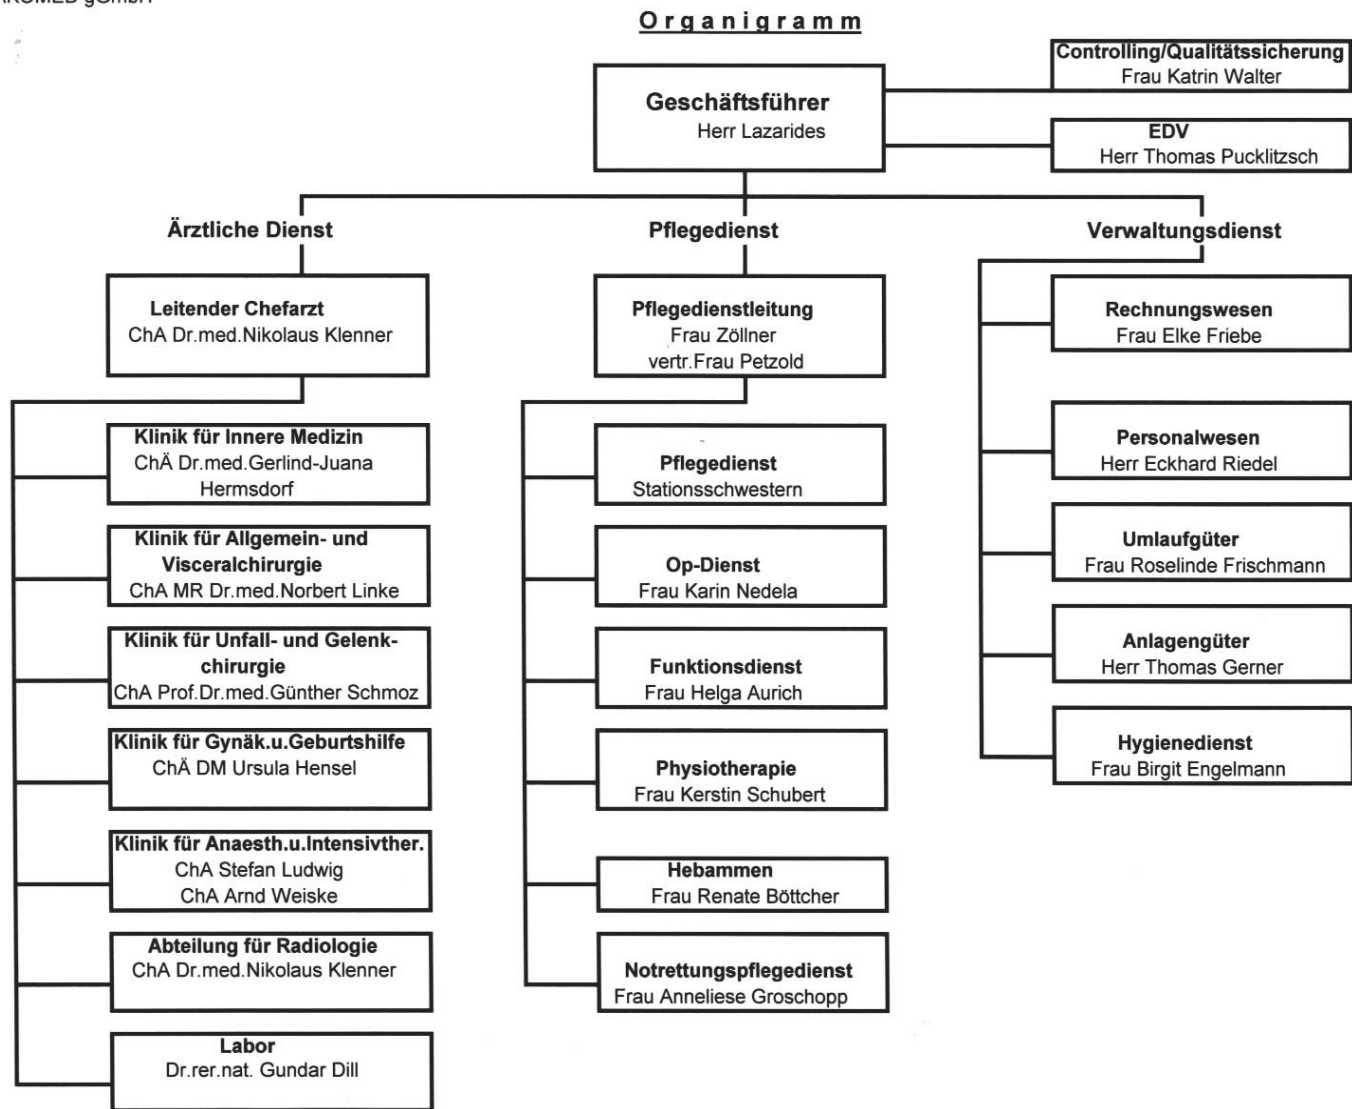 O r g a n i g r a m m
Controlling/Qualitätssicherung
Frau Katrin Walter
Geschäftsführer
Herr Lazarides
EDV
Herr Thomas Pucklitzsch
Ärztliche Dienst
Leitender Chefarzt
ChA Dr.med.Nikolaus Klenner
Klinik für Innere Medizin
ChÄ Dr.med.Gerlind-Juana
Hermsdorf
Klinik für Allgemein- und
Visceralchirurgie
ChA MR Dr.med.Norbert Linke
Klinik für Unfall- und Gelenk-
chirurgie
ChA Prof.Dr.med.Günther Schmoz
Klinik für Gynäk.u.Geburtshilfe
ChÄ DM Ursula Hensel
Klinik für Anaesth.u.Intensivther.
ChA Stefan Ludwig
ChA Arnd Weiske
Abteilung für Radiologie
ChA Dr.med.Nikolaus Klenner
Labor
Dr.rer.nat. Gundar Dill
Pflegedienst
Pflegedienstleitung
Frau Zöllner
vertr.Frau Petzold
Pflegedienst
Stationsschwestern
Op-Dienst
Frau Karin Nedela
Funktionsdienst
Frau Helga Aurich
Physiotherapie
Frau Kerstin Schubert
Hebammen
Frau Renate Böttcher
Notrettungspflegedienst
Frau Anneliese Groschopp
Verwaltungsdienst
Rechnungswesen
Frau Elke Friebe
Personalwesen
Herr Eckhard Riedel
Umlaufgüter
Frau Roselinde Frischmann
Anlagengüter
Herr Thomas Gerner
Hygienedienst
Frau Birgit Engelmann